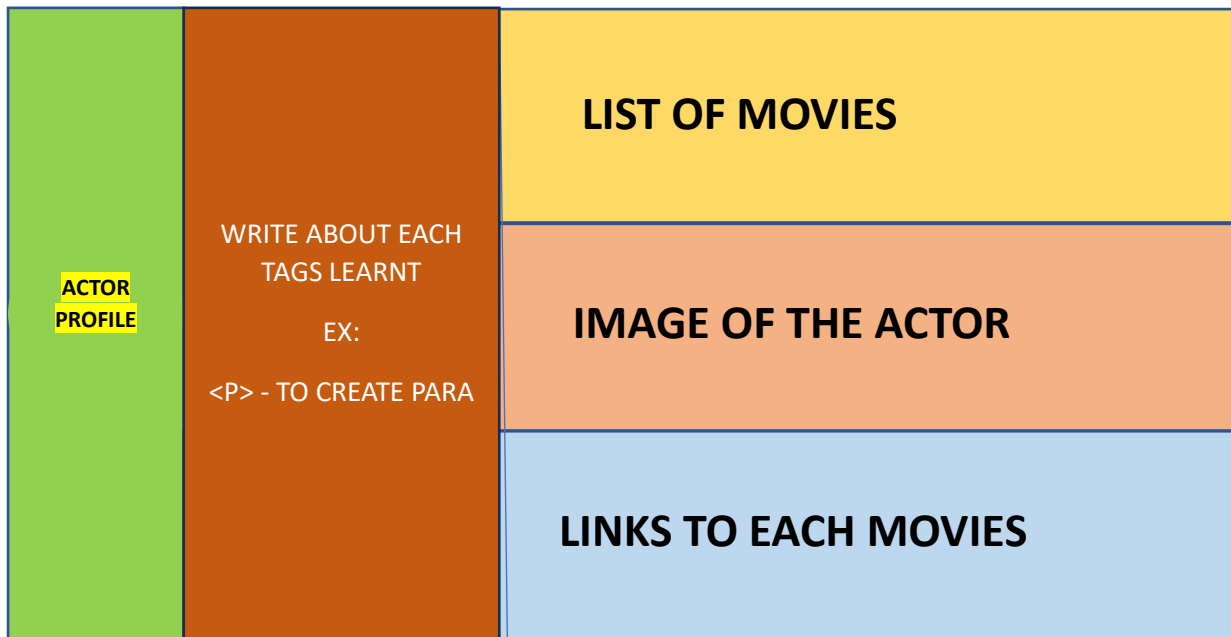 ACTOR
PROFILE
WRITE ABOUT EACH
TAGS LEARNT
EX:
<P> - TO CREATE PARA
LIST OF MOVIES
IMAGE OF THE ACTOR
LINKS TO EACH MOVIES